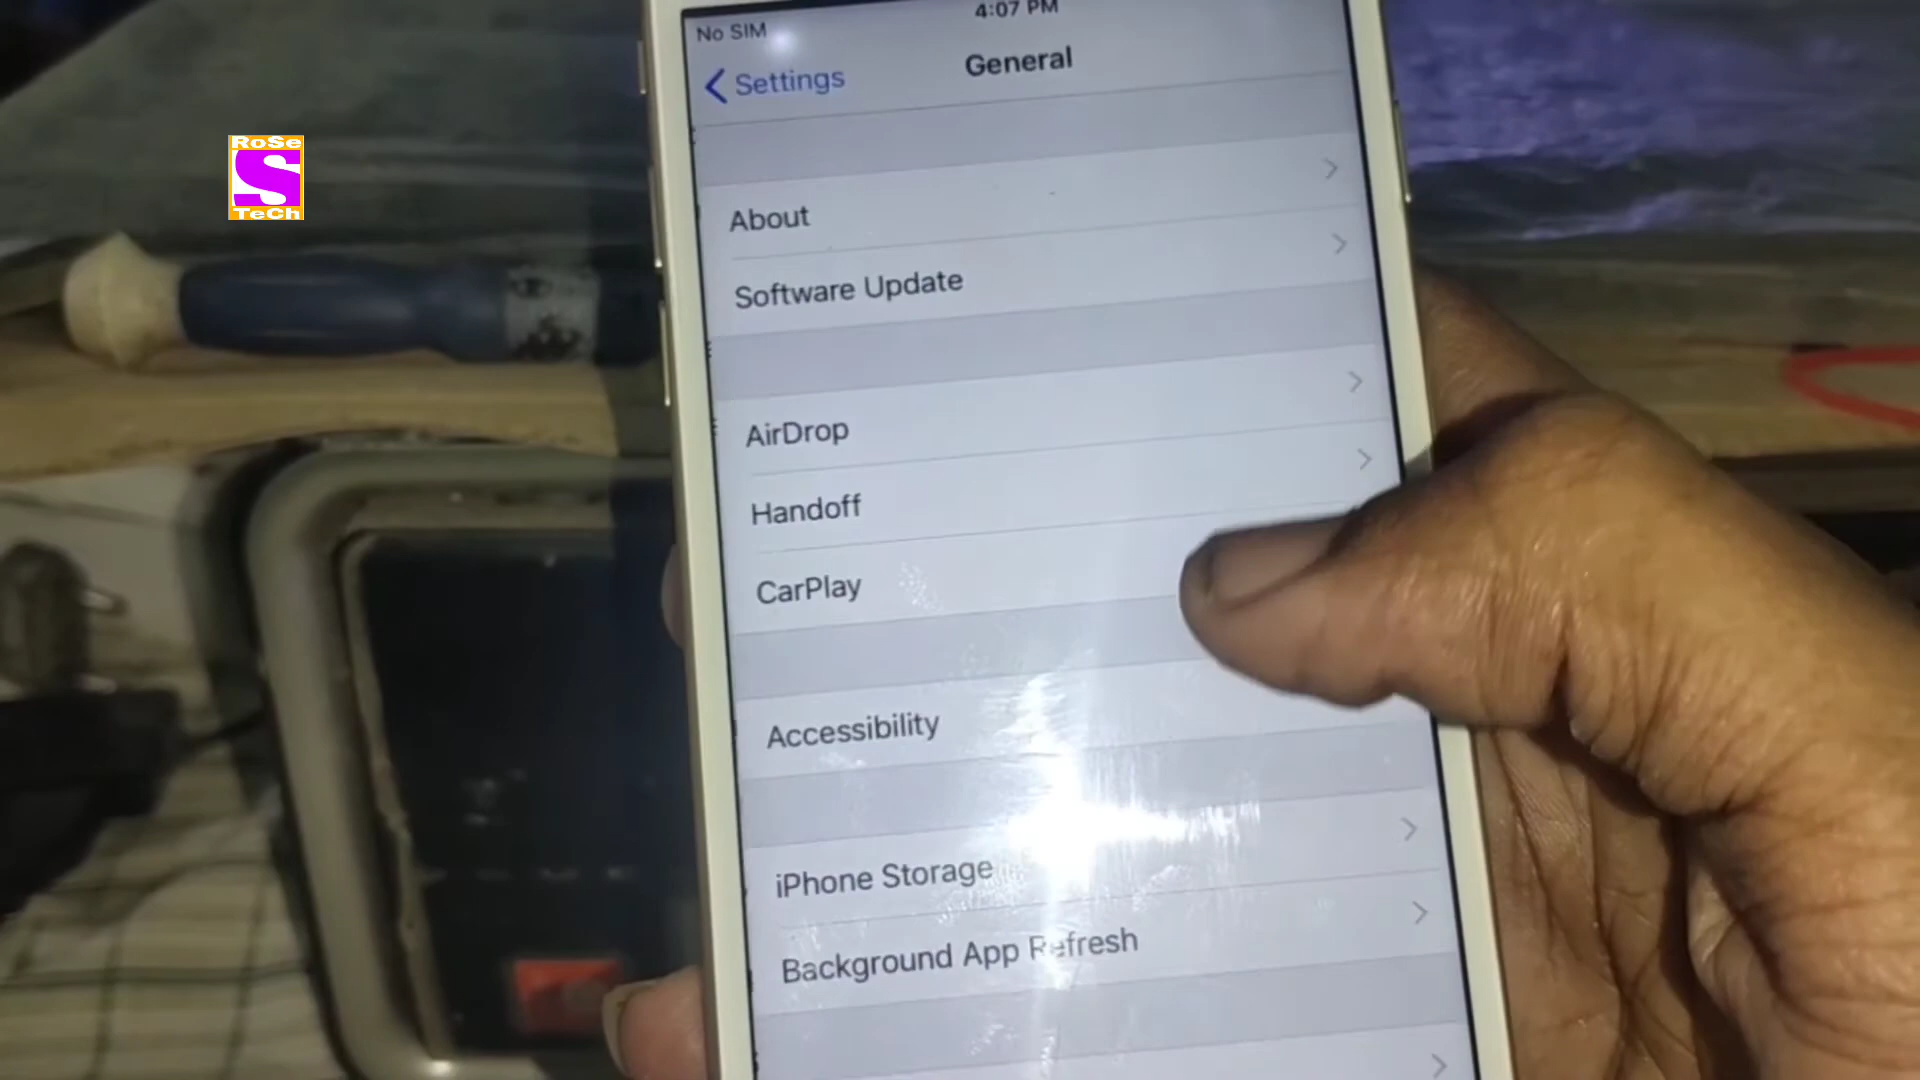 No SIM
4:07 PM
Settings
General
RoSe
S
TeCh
About
Software Update
AirDrop
Handoff
CarPlay
Accessibility
iPhone Storage
Background App Refresh